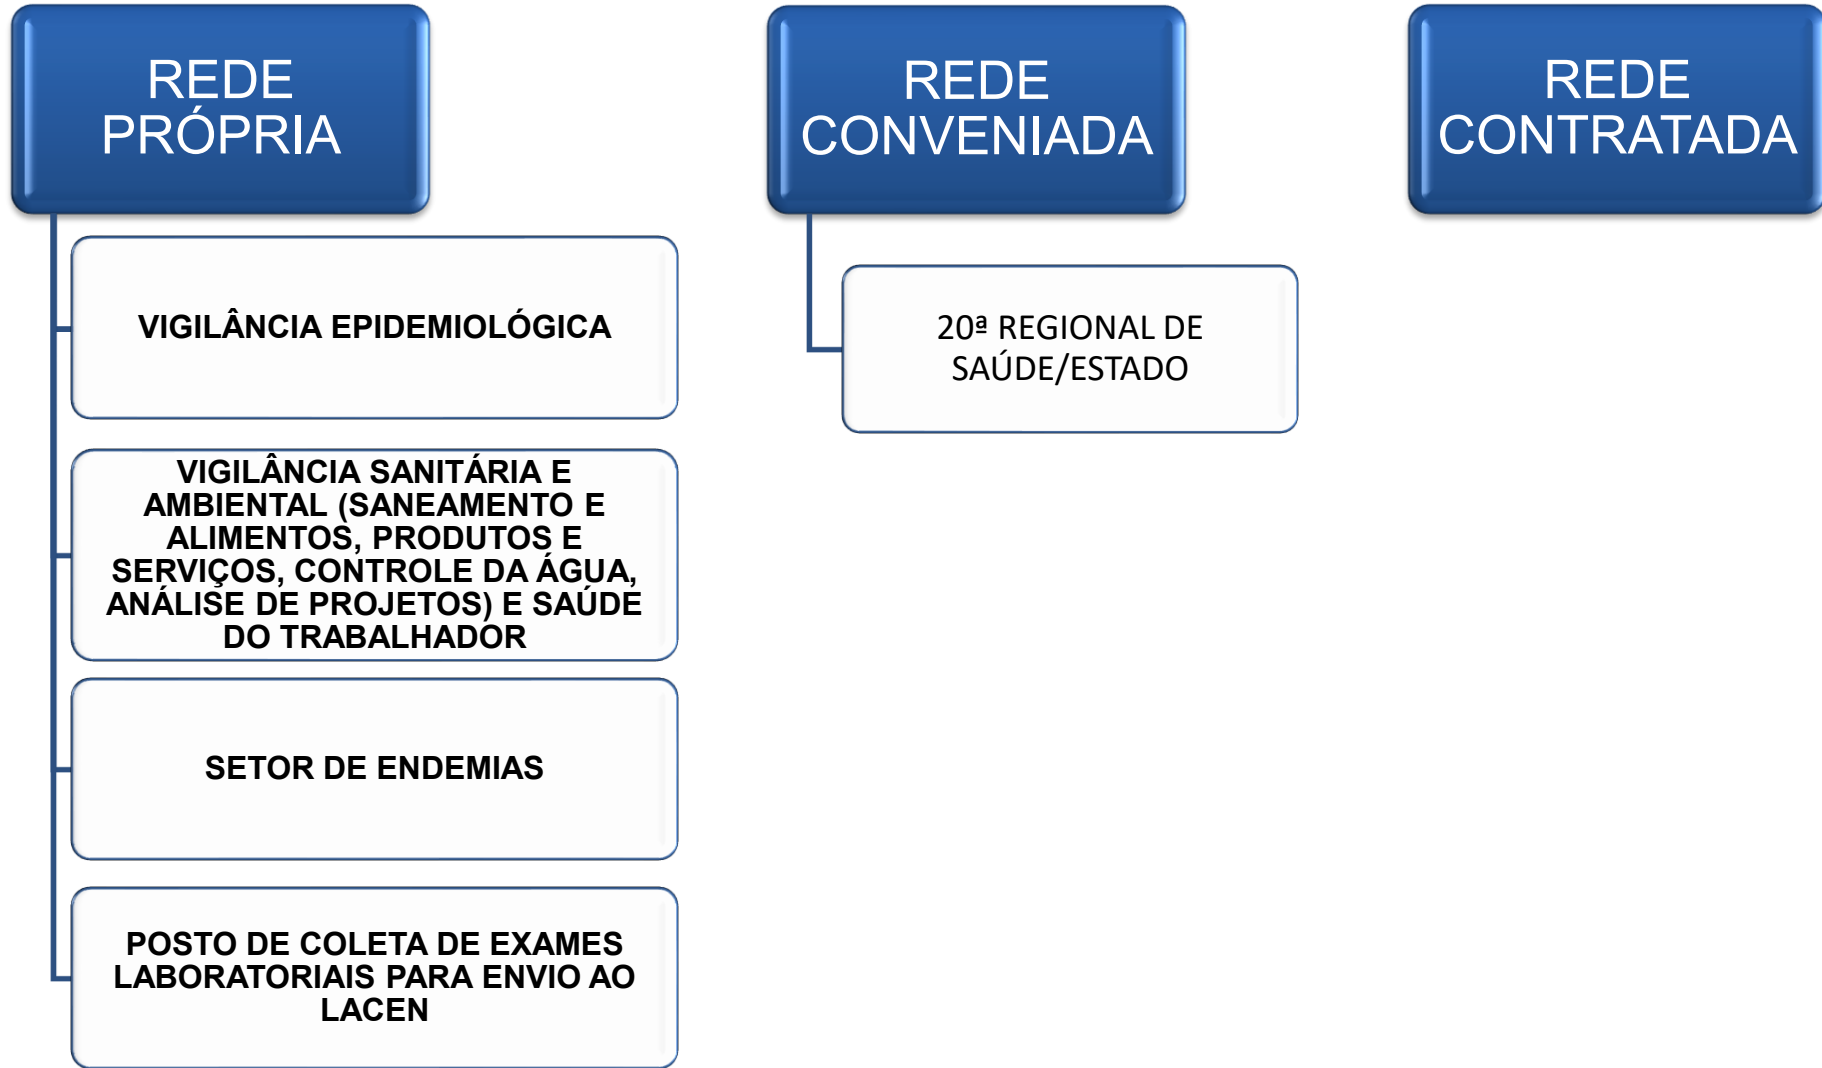 REDE
PRÓPRIA
VIGILÂNCIA EPIDEMIOLÓGICA
VIGILÂNCIA SANITÁRIA E
AMBIENTAL (SANEAMENTO E
ALIMENTOS, PRODUTOS E
SERVIÇOS, CONTROLE DA ÁGUA,
ANÁLISE DE PROJETOS) E SAÚDE
DO TRABALHADOR
SETOR DE ENDEMIAS
POSTO DE COLETA DE EXAMES
LABORATORIAIS PARA ENVIO AO
LACEN
REDE
CONVENIADA
20ª REGIONAL DE
SAÚDE/ESTADO
REDE
CONTRATADA